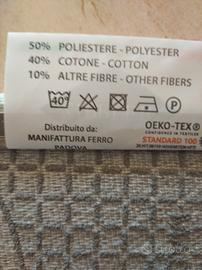 50% POLIESTERE - POLYESTER
40% COTONE - COTTON
10% ALTRE FIBRE - OTHER FIBERS
40° P
Distribuito da:
MANIFATTURA FERRO
PADOVA
OEKO-TEX®
CONFIDENCE IN TEXTILES
STANDARD 100